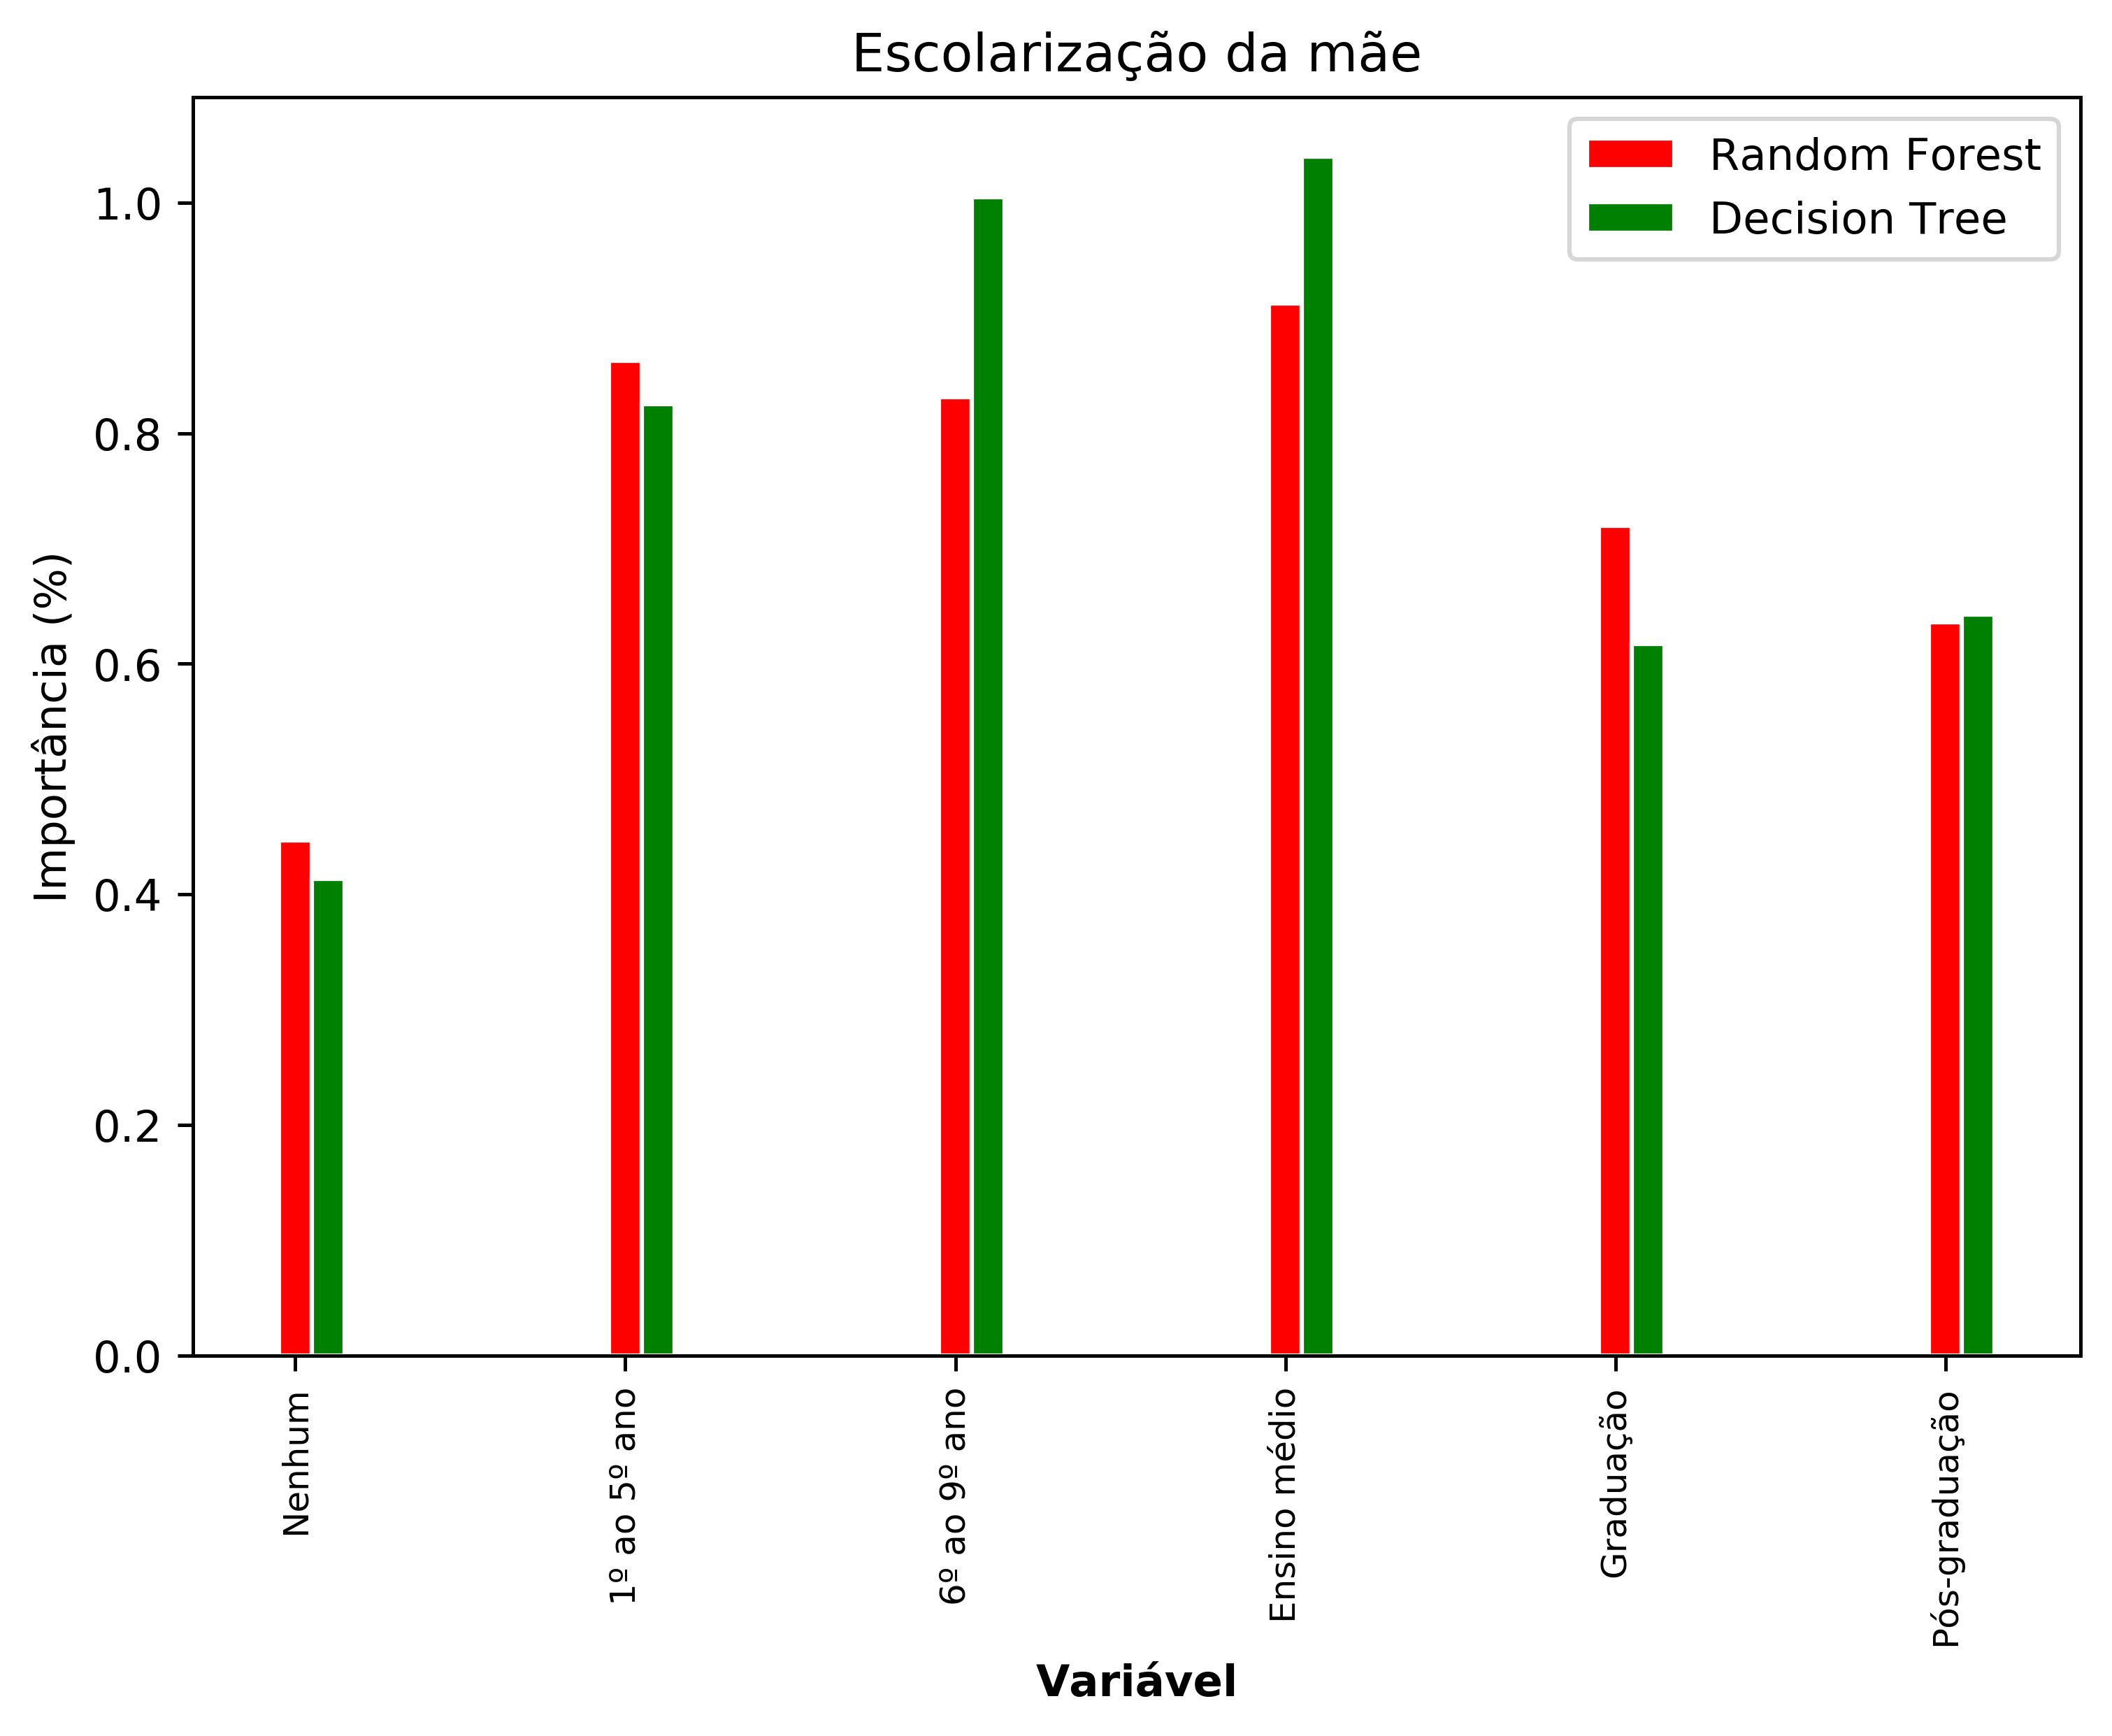 Escolarização da mãe
Random Forest
Decision Tree
Importância (%)
1.0
0.8
0.6
0.4
0.2
0.0
Nenhum
1º ao 5º ano
6º ao 9º ano
Ensino médio
Graduação
Pós-graduação
Variável